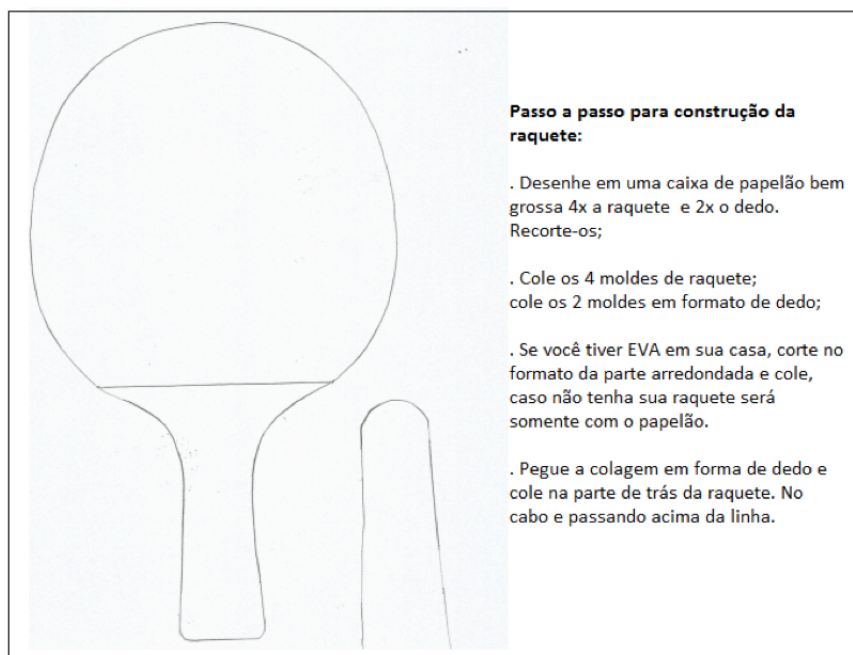 Passo a passo para construção da
raquete:
. Desenhe em uma caixa de papelão bem
grossa 4x a raquete e 2x o dedo.
Recorte-os;
. Cole os 4 moldes de raquete;
cole os 2 moldes em formato de dedo;
. Se você tiver EVA em sua casa, corte no
formato da parte arredondada e cole,
caso não tenha sua raquete será
somente com o papelão.
. Pegue a colagem em forma de dedo e
cole na parte de trás da raquete. No
cabo e passando acima da linha.